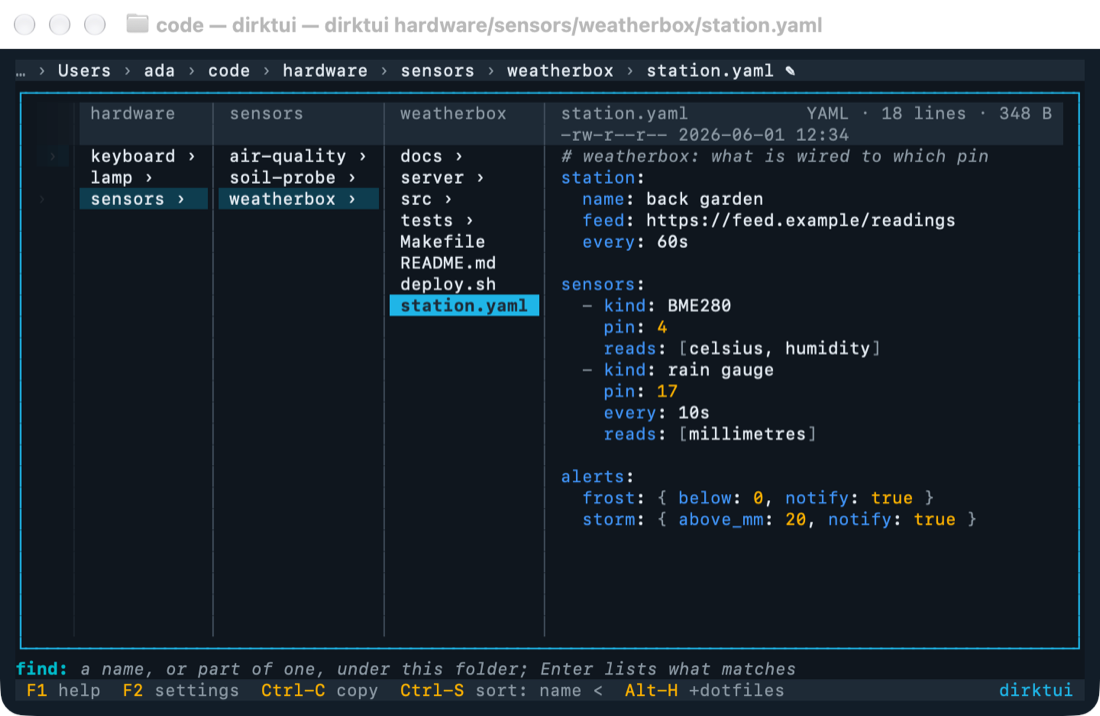 code — dirktui — dirktui hardware/sensors/weatherbox/station.yaml
… › Users › ada › code › hardware › sensors › weatherbox › station.yaml ✎
hardware
keyboard ›
lamp ›
sensors ›
sensors
air-quality ›
soil-probe ›
weatherbox ›
weatherbox
docs ›
server ›
src ›
tests ›
Makefile
README.md
deploy.sh
station.yaml
station.yaml YAML · 18 lines · 348 B
-rw-r--r-- 2026-06-01 12:34
# weatherbox: what is wired to which pin
station:
  name: back garden
  feed: https://feed.example/readings
  every: 60s
sensors:
  - kind: BME280
    pin: 4
    reads: [celsius, humidity]
  - kind: rain gauge
    pin: 17
    every: 10s
    reads: [millimetres]
alerts:
  frost: { below: 0, notify: true }
  storm: { above_mm: 20, notify: true }
find: a name, or part of one, under this folder; Enter lists what matches
F1 help F2 settings Ctrl-C copy Ctrl-S sort: name < Alt-H +dotfiles dirktui